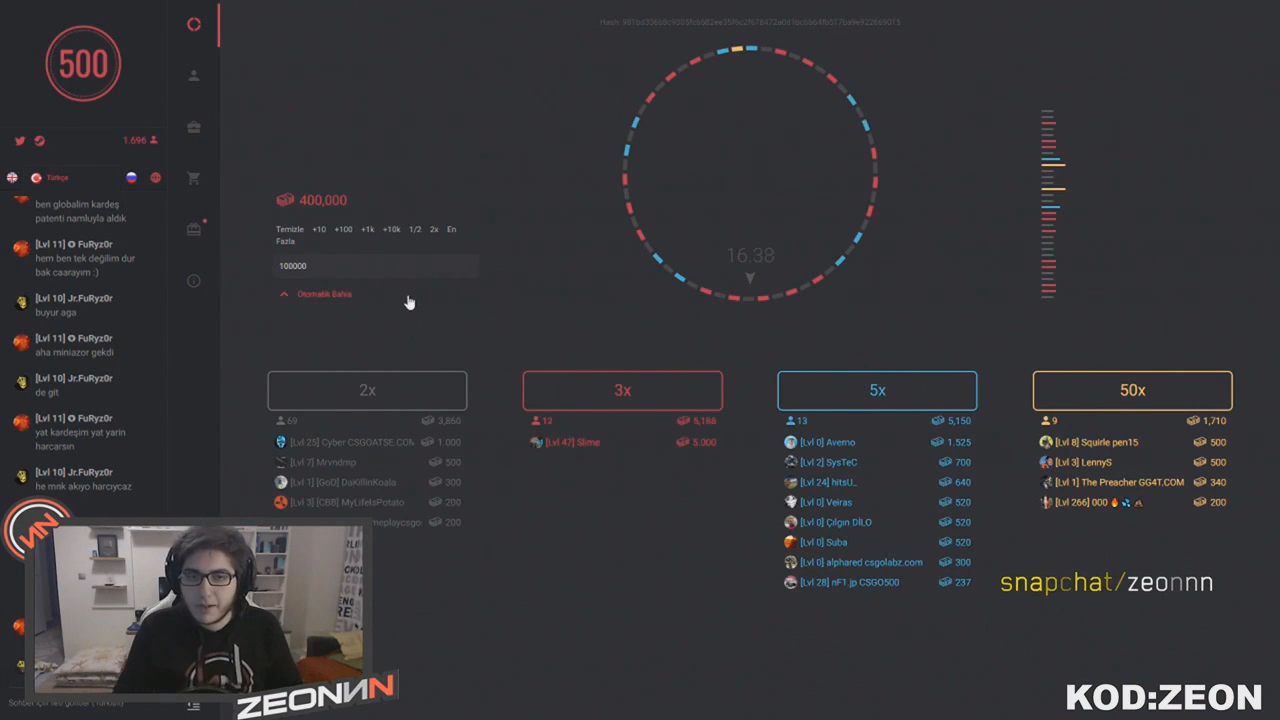 500
1.696
Türkçe
ben globalim kardeş
patenti namluyla aldık
[Lvl 11] FuRyz0r
hem ben tek değilim dur
bak caarayım :)
[Lvl 10] Jr.FuRyz0r
buyur aga
[Lvl 11] FuRyz0r
aha miniazor gekdi
[Lvl 10] Jr.FuRyz0r
de git
[Lvl 11] FuRyz0r
yat kardeşim yat yarin
harcarsın
[Lvl 10] Jr.FuRyz0r
he mnk akıyo harcıycaz
400,000
Temizle +10 +100 +1k +10k 1/2 2x En
Fazla
100000
Otomatik Bahis
16.38
2x
69 3,850
[Lvl 25] Cyber CSGOATSE.COM 1.000
[Lvl 7] Mrvndmp 500
[Lvl 1] [GoD] DaKillinKoala 300
[Lvl 3] [CBB] MyLifeIsPotato 200
200
3x
12 5,188
[Lvl 47] Slime 5.000
5x
13 5,150
[Lvl 0] Averno 1.525
[Lvl 2] SysTeC 700
[Lvl 24] hitsU_ 640
[Lvl 0] Veiras 520
[Lvl 0] Çılgın DİLO 520
[Lvl 0] Suba 520
[Lvl 0] alphared csgolabz.com 300
[Lvl 28] nF1.jp CSGO500 237
50x
9 1,710
[Lvl 8] Squirle pen15 500
[Lvl 3] LennyS 500
[Lvl 1] The Preacher GG4T.COM 340
[Lvl 266] 000 200
snapchat/zeonnn
ZEONИN
KOD:ZEON